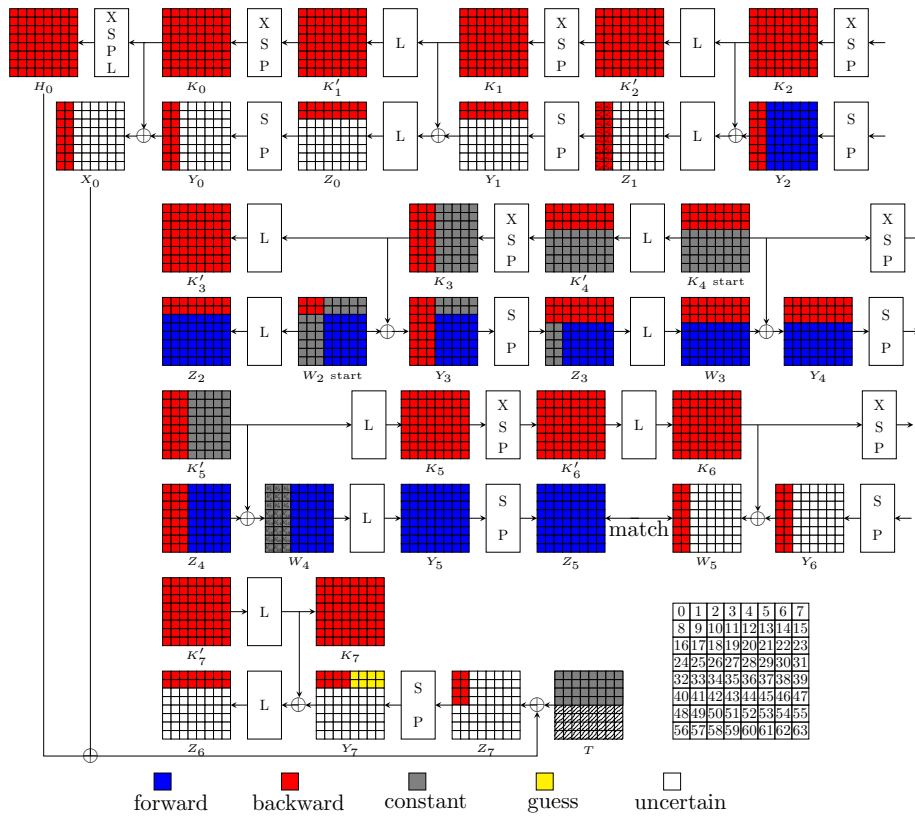 X S P L X S P L X S P L
H₀ K₀ K′₁ K₁ K′₂ K₂
S P L S P L S P
X₀ Y₀ Z₀ Y₁ Z₁ Y₂
L X S P L X S P
K′₃ K₃ K′₄ K₄ start
L S P L S P
Z₂ W₂ start Y₃ Z₃ W₃ Y₄
L X S P L X S P
K′₅ K₅ K′₆ K₆
L S P match S P
Z₄ W₄ Y₅ Z₅ W₅ Y₆
L
K′₇ K₇
L S P
Z₆ Y₇ Z₇ T
0 1 2 3 4 5 6 7
8 9 10 11 12 13 14 15
16 17 18 19 20 21 22 23
24 25 26 27 28 29 30 31
32 33 34 35 36 37 38 39
40 41 42 43 44 45 46 47
48 49 50 51 52 53 54 55
56 57 58 59 60 61 62 63
forward backward constant guess uncertain